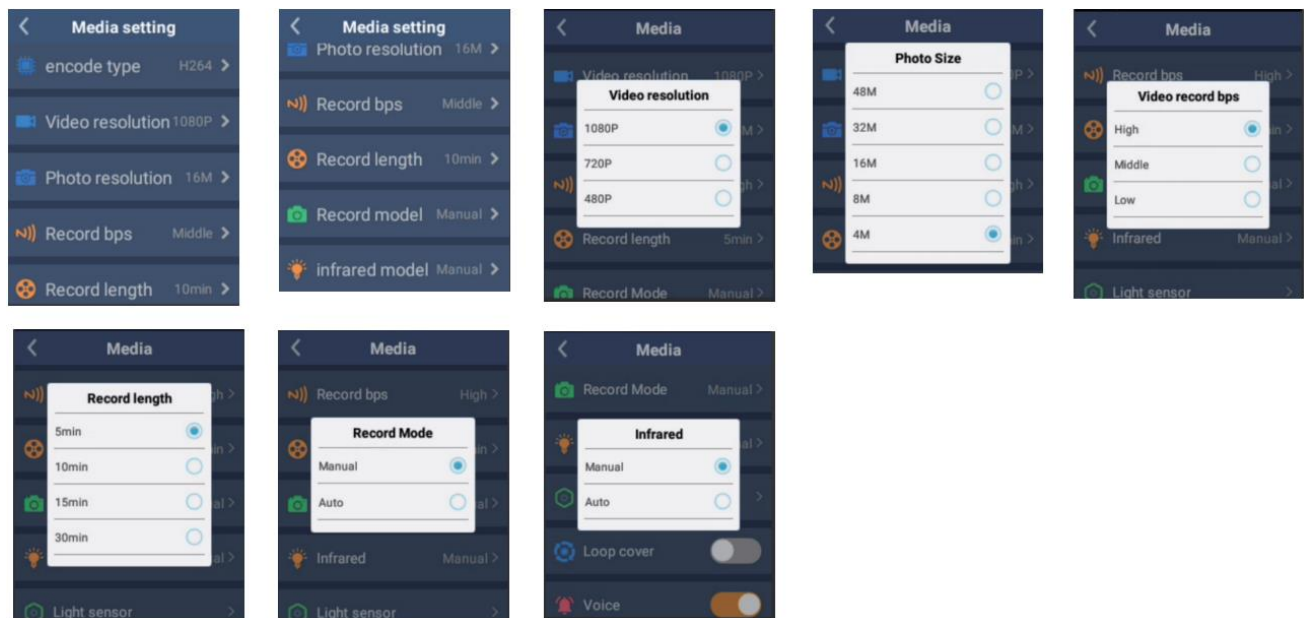 Media setting
encode type H264 >
Video resolution 1080P >
Photo resolution 16M >
Record bps Middle >
Record length 10min >
Media setting
Photo resolution 16M >
Record bps Middle >
Record length 10min >
Record model Manual >
infrared model Manual >
Media
Video resolution 1080P >
Video resolution
1080P
720P
480P
Record length 5min >
Record Mode Manual >
Media
Photo Size
48M
32M
16M
8M
4M
Media
Record bps High >
Video record bps
High
Middle
Low
Infrared Manual >
Light sensor >
Media
Record length
5min
10min
15min
30min
Light sensor >
Media
Record bps High >
Record Mode
Manual
Auto
Infrared Manual >
Light sensor >
Media
Record Mode Manual >
Infrared
Manual
Auto
Loop cover
Voice